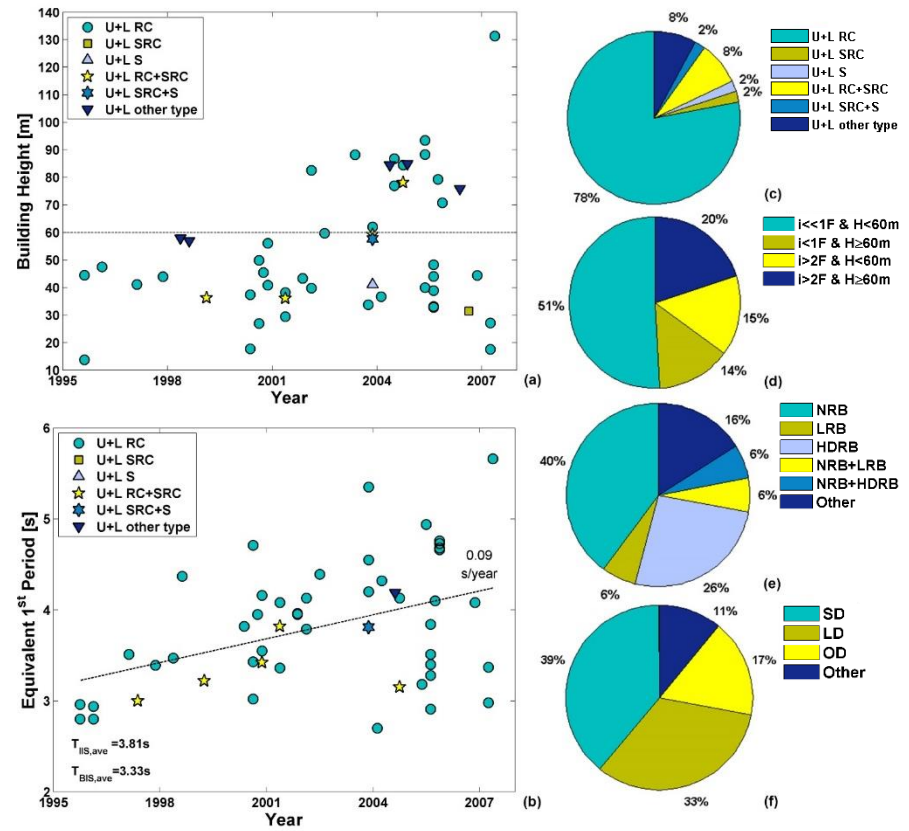 140
130
120
110
100
90
80
70
60
50
40
30
20
10
Building Height [m]
U+L RC
U+L SRC
U+L S
U+L RC+SRC
U+L SRC+S
U+L other type
1995
1998
2001
2004
2007
Year
(a)
8%
2%
8%
2%
2%
78%
U+L RC
U+L SRC
U+L S
U+L RC+SRC
U+L SRC+S
U+L other type
(c)
20%
51%
15%
14%
i<<1F & H<60m
i<1F & H≥60m
i>2F & H<60m
i>2F & H≥60m
(d)
6
5
4
3
2
Equivalent 1st Period [s]
U+L RC
U+L SRC
U+L S
U+L RC+SRC
U+L SRC+S
U+L other type
0.09
s/year
TIIS,ave =3.81s
TBIS,ave=3.33s
1995
1998
2001
2004
2007
Year
(b)
16%
40%
6%
6%
26%
6%
NRB
LRB
HDRB
NRB+LRB
NRB+HDRB
Other
(e)
11%
39%
17%
33%
SD
LD
OD
Other
(f)